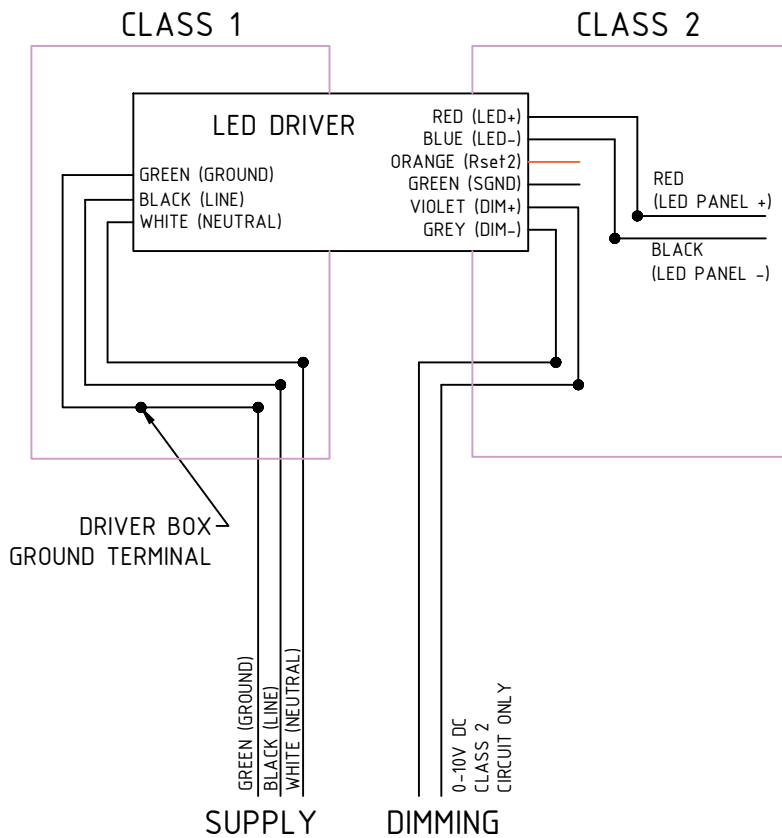 CLASS 1
CLASS 2
LED DRIVER
GREEN (GROUND)
BLACK (LINE)
WHITE (NEUTRAL)
RED (LED+)
BLUE (LED-)
ORANGE (Rset2)
GREEN (SGND)
VIOLET (DIM+)
GREY (DIM-)
RED
(LED PANEL +)
BLACK
(LED PANEL -)
DRIVER BOX
GROUND TERMINAL
GREEN (GROUND)
BLACK (LINE)
WHITE (NEUTRAL)
0-10V DC
CLASS 2
CIRCUIT ONLY
SUPPLY
DIMMING